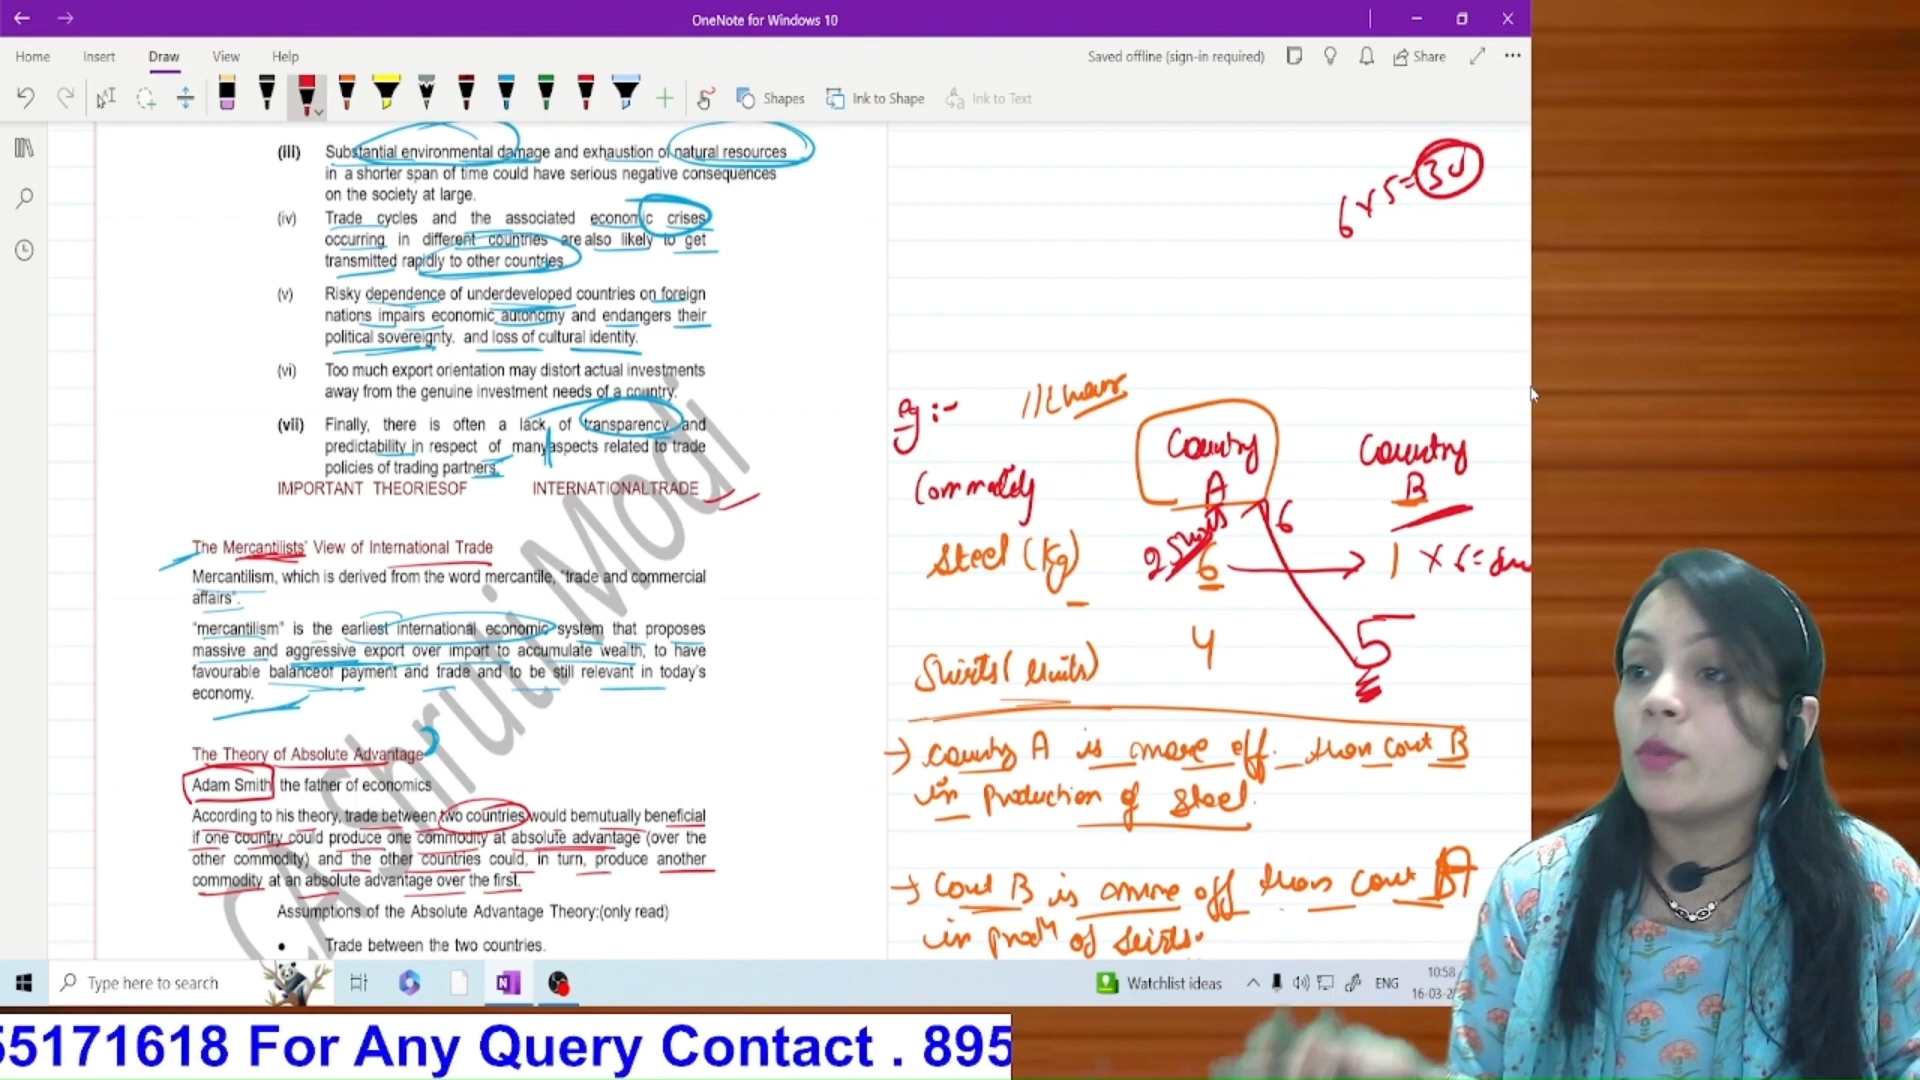 OneNote for Windows 10
Home Insert Draw View Help
Saved offline (sign-in required) Share
Shapes Ink to Shape Ink to Text
(iii) Substantial environmental damage and exhaustion of natural resources
in a shorter span of time could have serious negative consequences
on the society at large.
(iv) Trade cycles and the associated economic crises
occurring in different countries are also likely to get
transmitted rapidly to other countries.
(v) Risky dependence of underdeveloped countries on foreign
nations impairs economic autonomy and endangers their
political sovereignty. and loss of cultural identity.
(vi) Too much export orientation may distort actual investments
away from the genuine investment needs of a country.
(vii) Finally, there is often a lack of transparency and
predictability in respect of many aspects related to trade
policies of trading partners.
IMPORTANT THEORIESOF INTERNATIONALTRADE
The Mercantilists' View of International Trade
Mercantilism, which is derived from the word mercantile, "trade and commercial
affairs".
"mercantilism" is the earliest international economic system that proposes
massive and aggressive export over import to accumulate wealth, to have
favourable balanceof payment and trade and to be still relevant in today's
economy.
The Theory of Absolute Advantage
Adam Smith the father of economics
According to his theory, trade between two countries would bemutually beneficial
if one country could produce one commodity at absolute advantage (over the
other commodity) and the other countries could, in turn, produce another
commodity at an absolute advantage over the first.
Assumptions of the Absolute Advantage Theory:(only read)
• Trade between the two countries.
CA Shruti Modi
6 x 5 = 30
eg :-
Country
A
Country
B
Commodity
6
Steel (Kg)
6 1 x 6 =
Shirts (Units)
4 5
→ County A is more eff. than Cout B
in production of Steel.
→ Cout B is more eff than Cout A
in prodn of Shirts.
Type here to search
Watchlist ideas
ENG
10:58
16-03-2
55171618 For Any Query Contact . 895